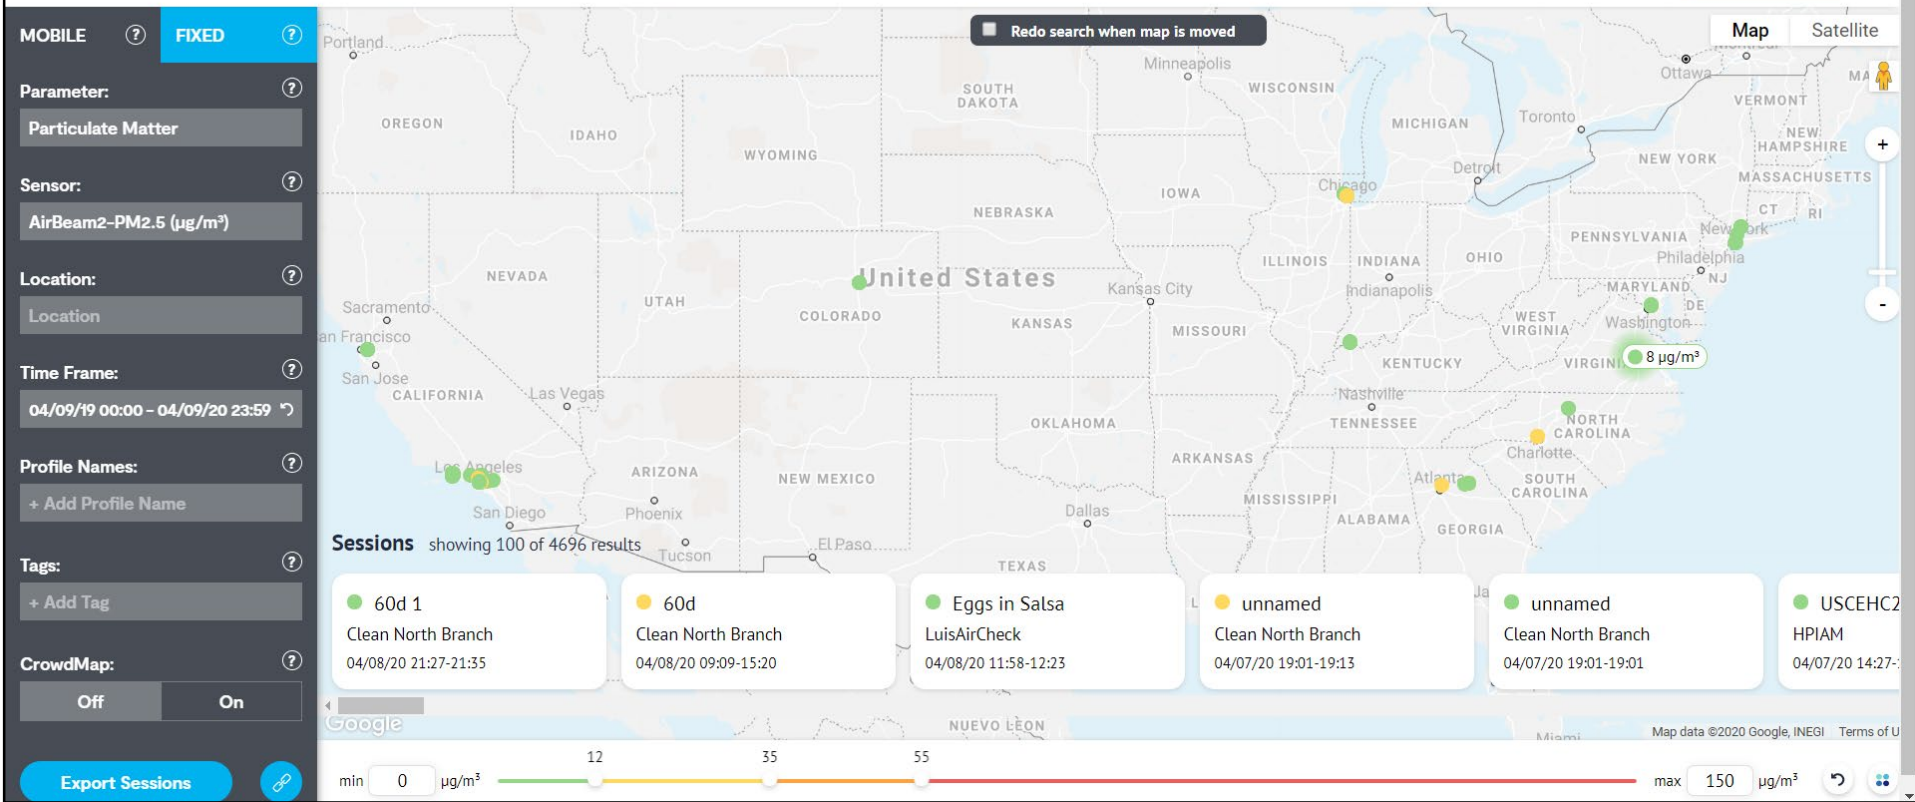 MOBILE ? FIXED ?
Parameter: ?
Particulate Matter
Sensor: ?
AirBeam2-PM2.5 (µg/m³)
Location: ?
Location
Time Frame: ?
04/09/19 00:00 - 04/09/20 23:59
Profile Names: ?
+ Add Profile Name
Tags: ?
+ Add Tag
CrowdMap: ?
Off On
Export Sessions
Redo search when map is moved
Map Satellite
Portland
Minneapolis
Ottawa
SOUTH
DAKOTA
WISCONSIN
VERMONT
OREGON
IDAHO
MICHIGAN
Toronto
NEW
HAMPSHIRE
+
WYOMING
NEW YORK
Detroit
MASSACHUSETTS
Chicago
IOWA
NEBRASKA
CT RI
PENNSYLVANIA
New York
NEVADA
United States
ILLINOIS INDIANA OHIO
Philadelphia
NJ
UTAH
Kansas City
Indianapolis
MARYLAND
DE
Sacramento
COLORADO
KANSAS
MISSOURI
WEST
VIRGINIA
Washington
-
an Francisco
San Jose
KENTUCKY
8 µg/m³
CALIFORNIA
Las Vegas
Nashville
OKLAHOMA
TENNESSEE
NORTH
CAROLINA
Charlotte
Los Angeles
ARIZONA
NEW MEXICO
ARKANSAS
Atlanta
SOUTH
CAROLINA
San Diego
Phoenix
Dallas
MISSISSIPPI
ALABAMA
GEORGIA
Sessions showing 100 of 4696 results
Tucson
El Paso
TEXAS
60d 1
Clean North Branch
04/08/20 21:27-21:35
60d
Clean North Branch
04/08/20 09:09-15:20
Eggs in Salsa
LuisAirCheck
04/08/20 11:58-12:23
unnamed
Clean North Branch
04/07/20 19:01-19:13
unnamed
Clean North Branch
04/07/20 19:01-19:01
USCEHC2
HPIAM
04/07/20 14:27-
Google
NUEVO LEON
Miami
Map data ©2020 Google, INEGI Terms of U
12 35 55
min 0 µg/m³
max 150 µg/m³